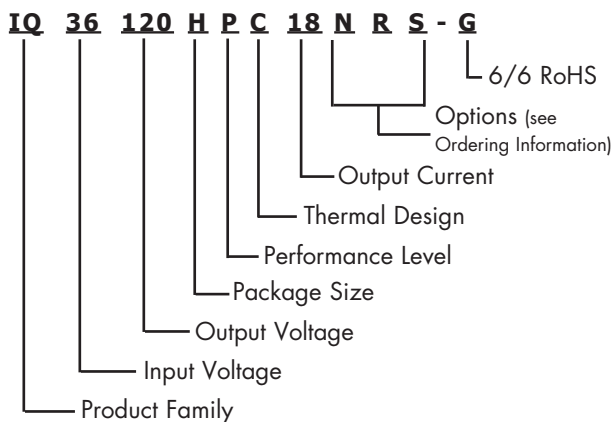 IQ 36 120 H P C 18 N R S - G
6/6 RoHS
Options (see
Ordering Information)
Output Current
Thermal Design
Performance Level
Package Size
Output Voltage
Input Voltage
Product Family